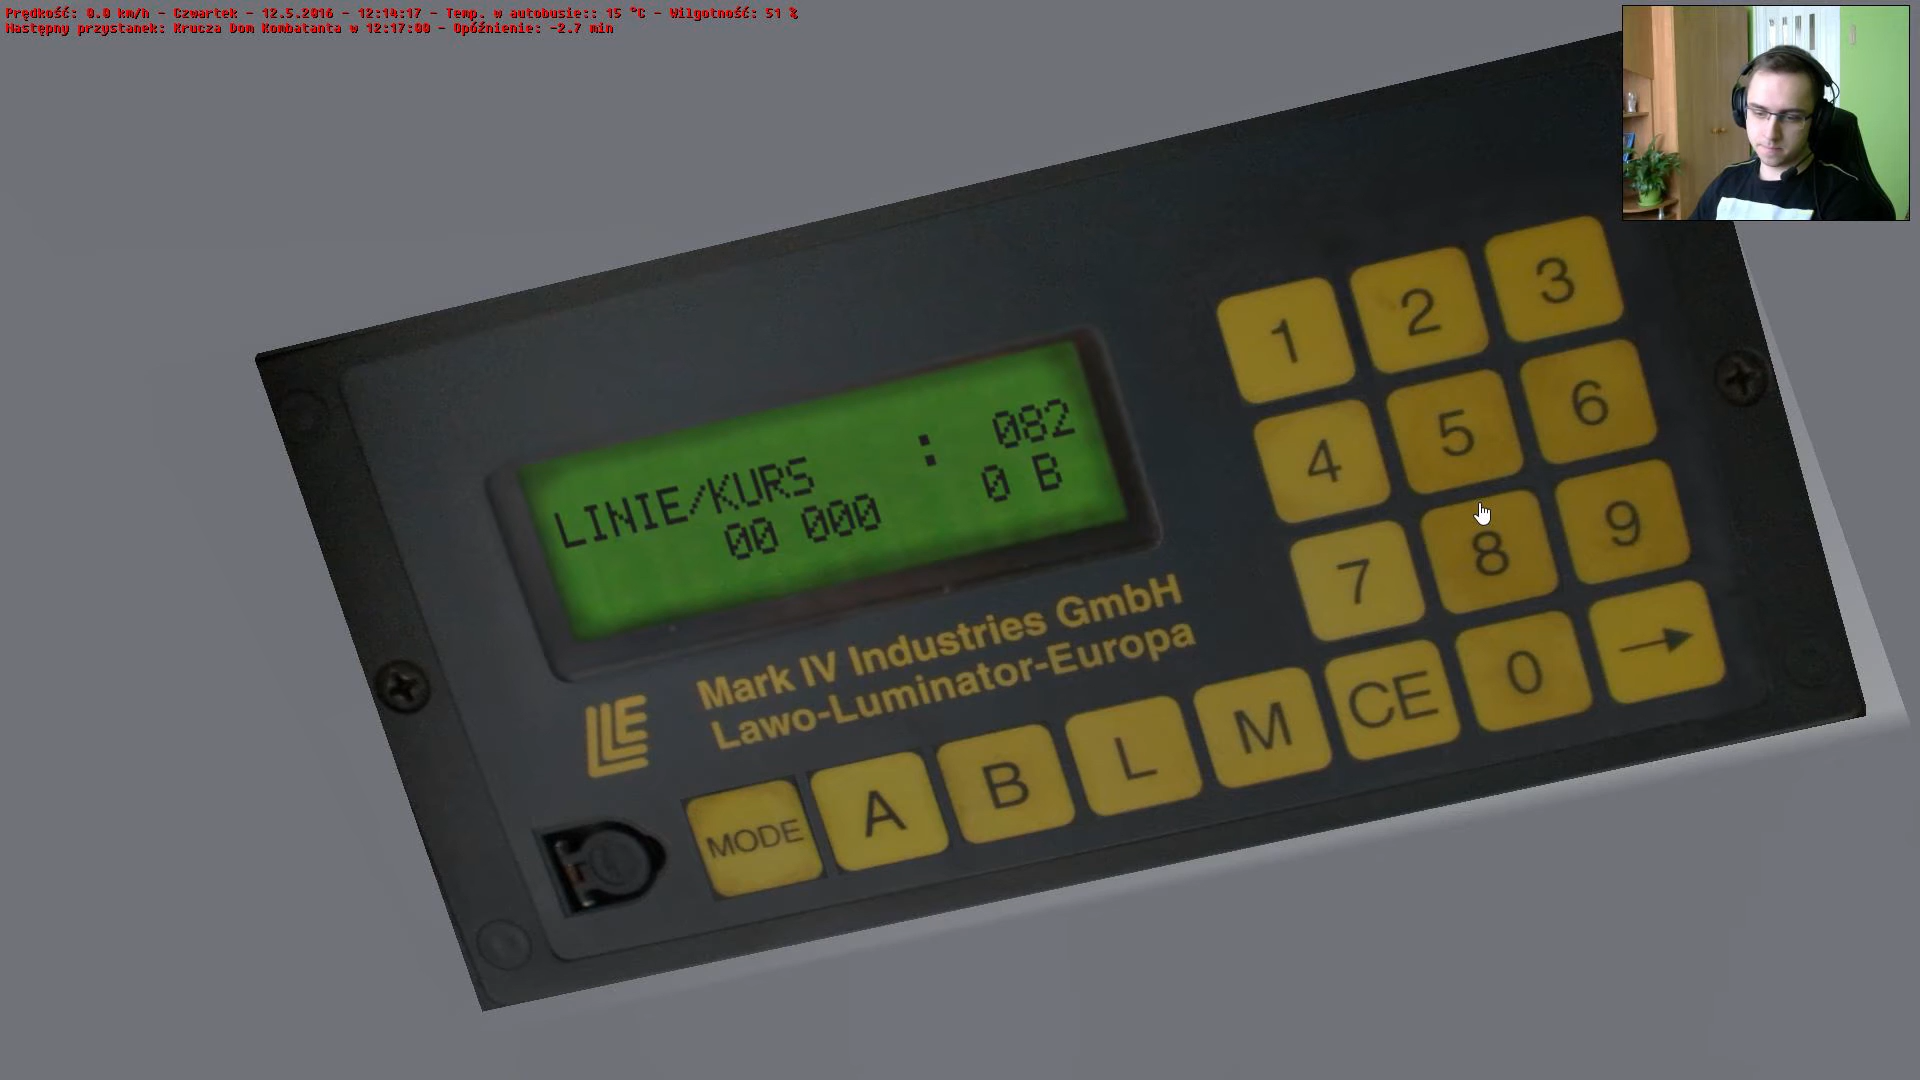 Prędkość: 0.0 km/h - Czwartek - 12.5.2016 - 12:14:17 - Temp. w autobusie:: 15 °C - Wilgotność: 51 %
Następny przystanek: Krucza Dom Kombatanta w 12:17:00 - Opóźnienie: -2.7 min
LINIE/KURS : 082
00 000 0 B
Mark IV Industries GmbH
Lawo-Luminator-Europa
LLE
1 2 3
4 5 6
7 8 9
MODE A B L M CE 0 →